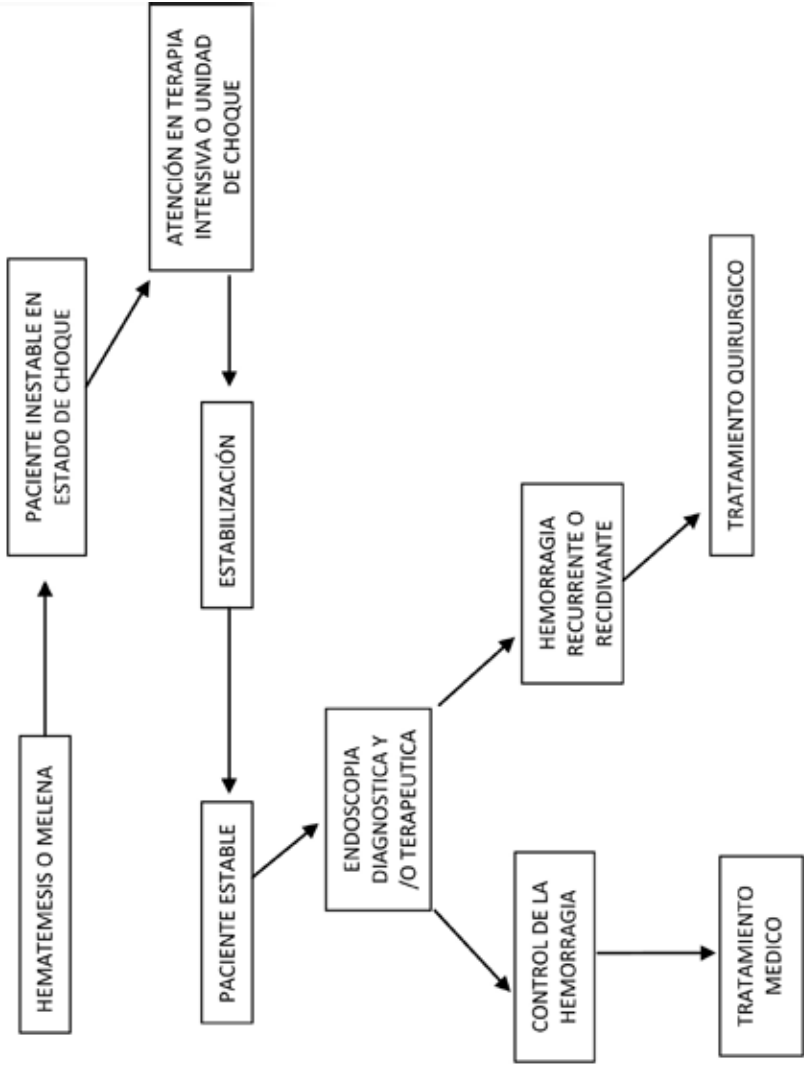 HEMATEMESIS O MELENA
PACIENTE INESTABLE EN
ESTADO DE CHOQUE
ATENCIÓN EN TERAPIA
INTENSIVA O UNIDAD
DE CHOQUE
ESTABILIZACIÓN
PACIENTE ESTABLE
ENDOSCOPIA
DIAGNOSTICA Y
/O TERAPEUTICA
CONTROL DE LA
HEMORRAGIA
HEMORRAGIA
RECURRENTE O
RECIDIVANTE
TRATAMIENTO
MEDICO
TRATAMIENTO QUIRURGICO